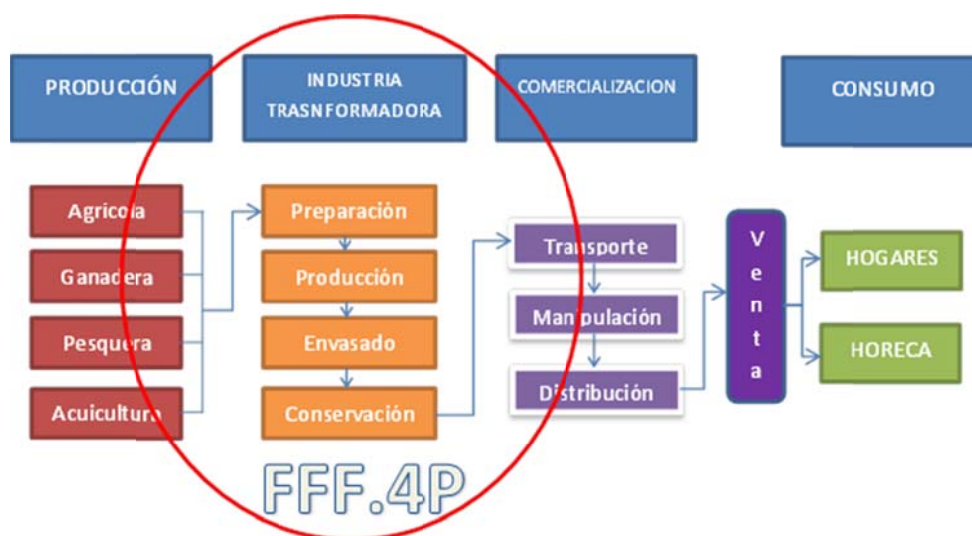 PRODUCCIÓN
INDUSTRIA
TRASNFORMADORA
COMERCIALIZACION
CONSUMO
Agrícola
Ganadera
Pesquera
Acuicultura
Preparación
Producción
Envasado
Conservación
Transporte
Manipulación
Distribución
Venta
HOGARES
HORECA
FFF.4P